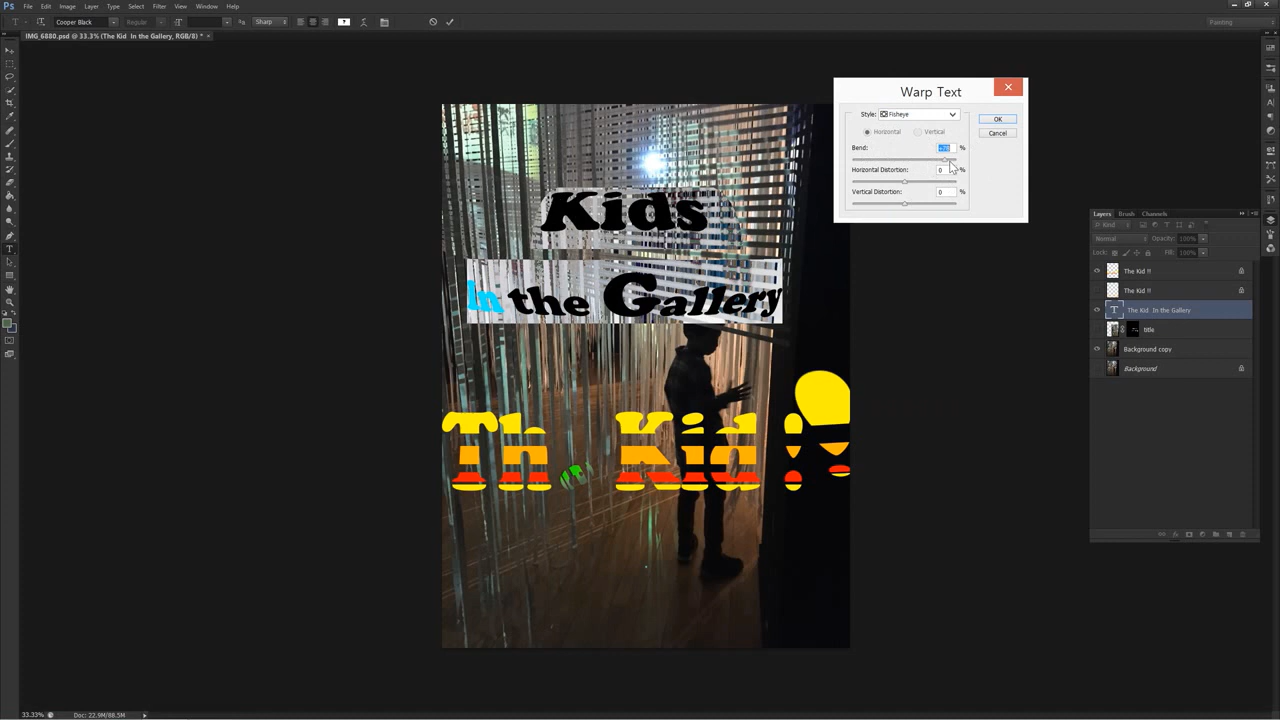 Ps File Edit Image Layer Type Select Filter View Window Help
Cooper Black Regular Sharp ? Painting
IMG_6880.psd @ 33.3% (The Kid In the Gallery, RGB/8) *
Warp Text
Style: Fisheye
OK
Horizontal Vertical
Cancel
Bend: %
Horizontal Distortion: 0 %
Vertical Distortion: 0 %
Kids
In the Gallery
Th Kid !
Layers Brush Channels
Kind
Normal Opacity: 100%
Lock: Fill: 100%
The Kid !!
The Kid !!
T The Kid In the Gallery
title
Background copy
Background
33.33% Doc: 22.9M/88.5M